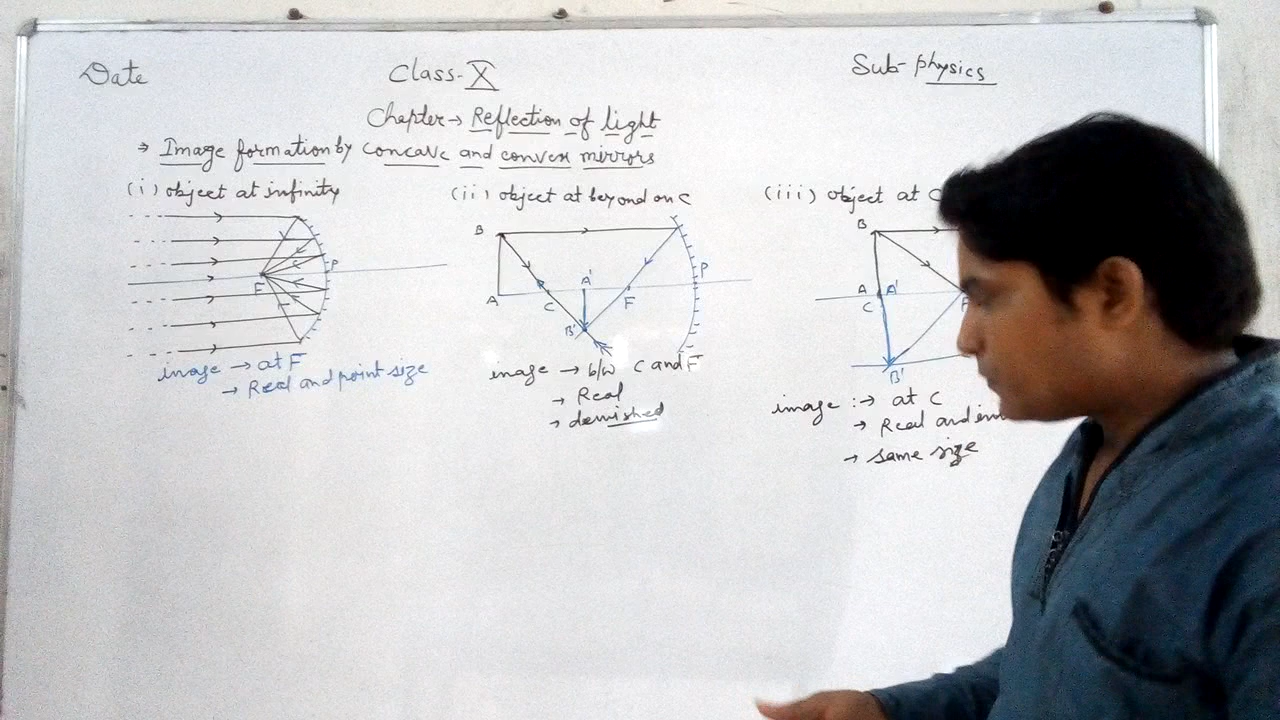 Date Class-X Sub-physics
Chapter→ Reflection of light
→ Image formation by concave and convex mirrors
(i) object at infinity
F P
image → at F
→ Real and point size
(ii) object at beyond on C
B
A C A' F P
B'
image → b/w C and F
→ Real
→ demished
(iii) object at C
B
A A' F
C
B'
image :→ at C
→ Real and
→ same size